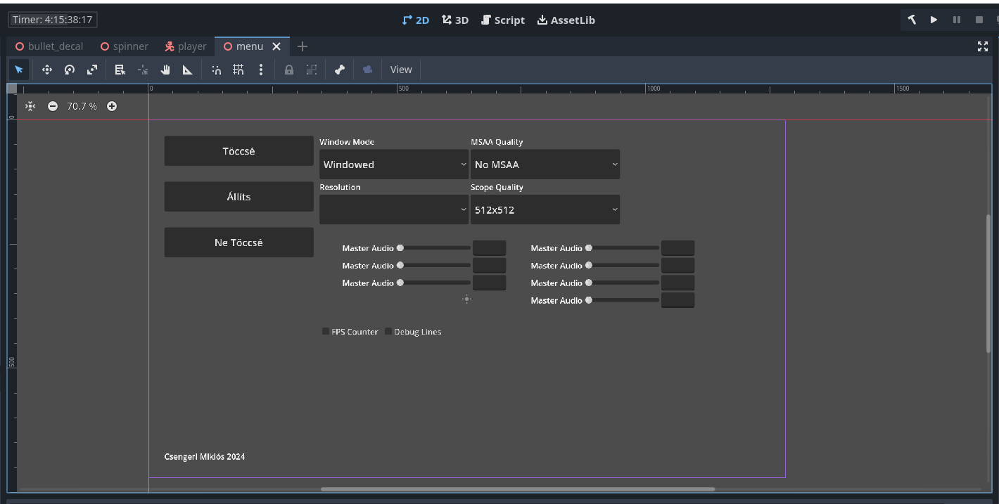 Timer: 4:15:38:17
2D 3D Script AssetLib
bullet_decal spinner player menu
View
0 500 1000 1500
70.7 %
0
Töccsé
Window Mode MSAA Quality
Windowed No MSAA
Állíts
Resolution Scope Quality
512x512
Ne Töccsé
Master Audio Master Audio
Master Audio Master Audio
Master Audio Master Audio
Master Audio
FPS Counter Debug Lines
500
Csengeri Miklós 2024